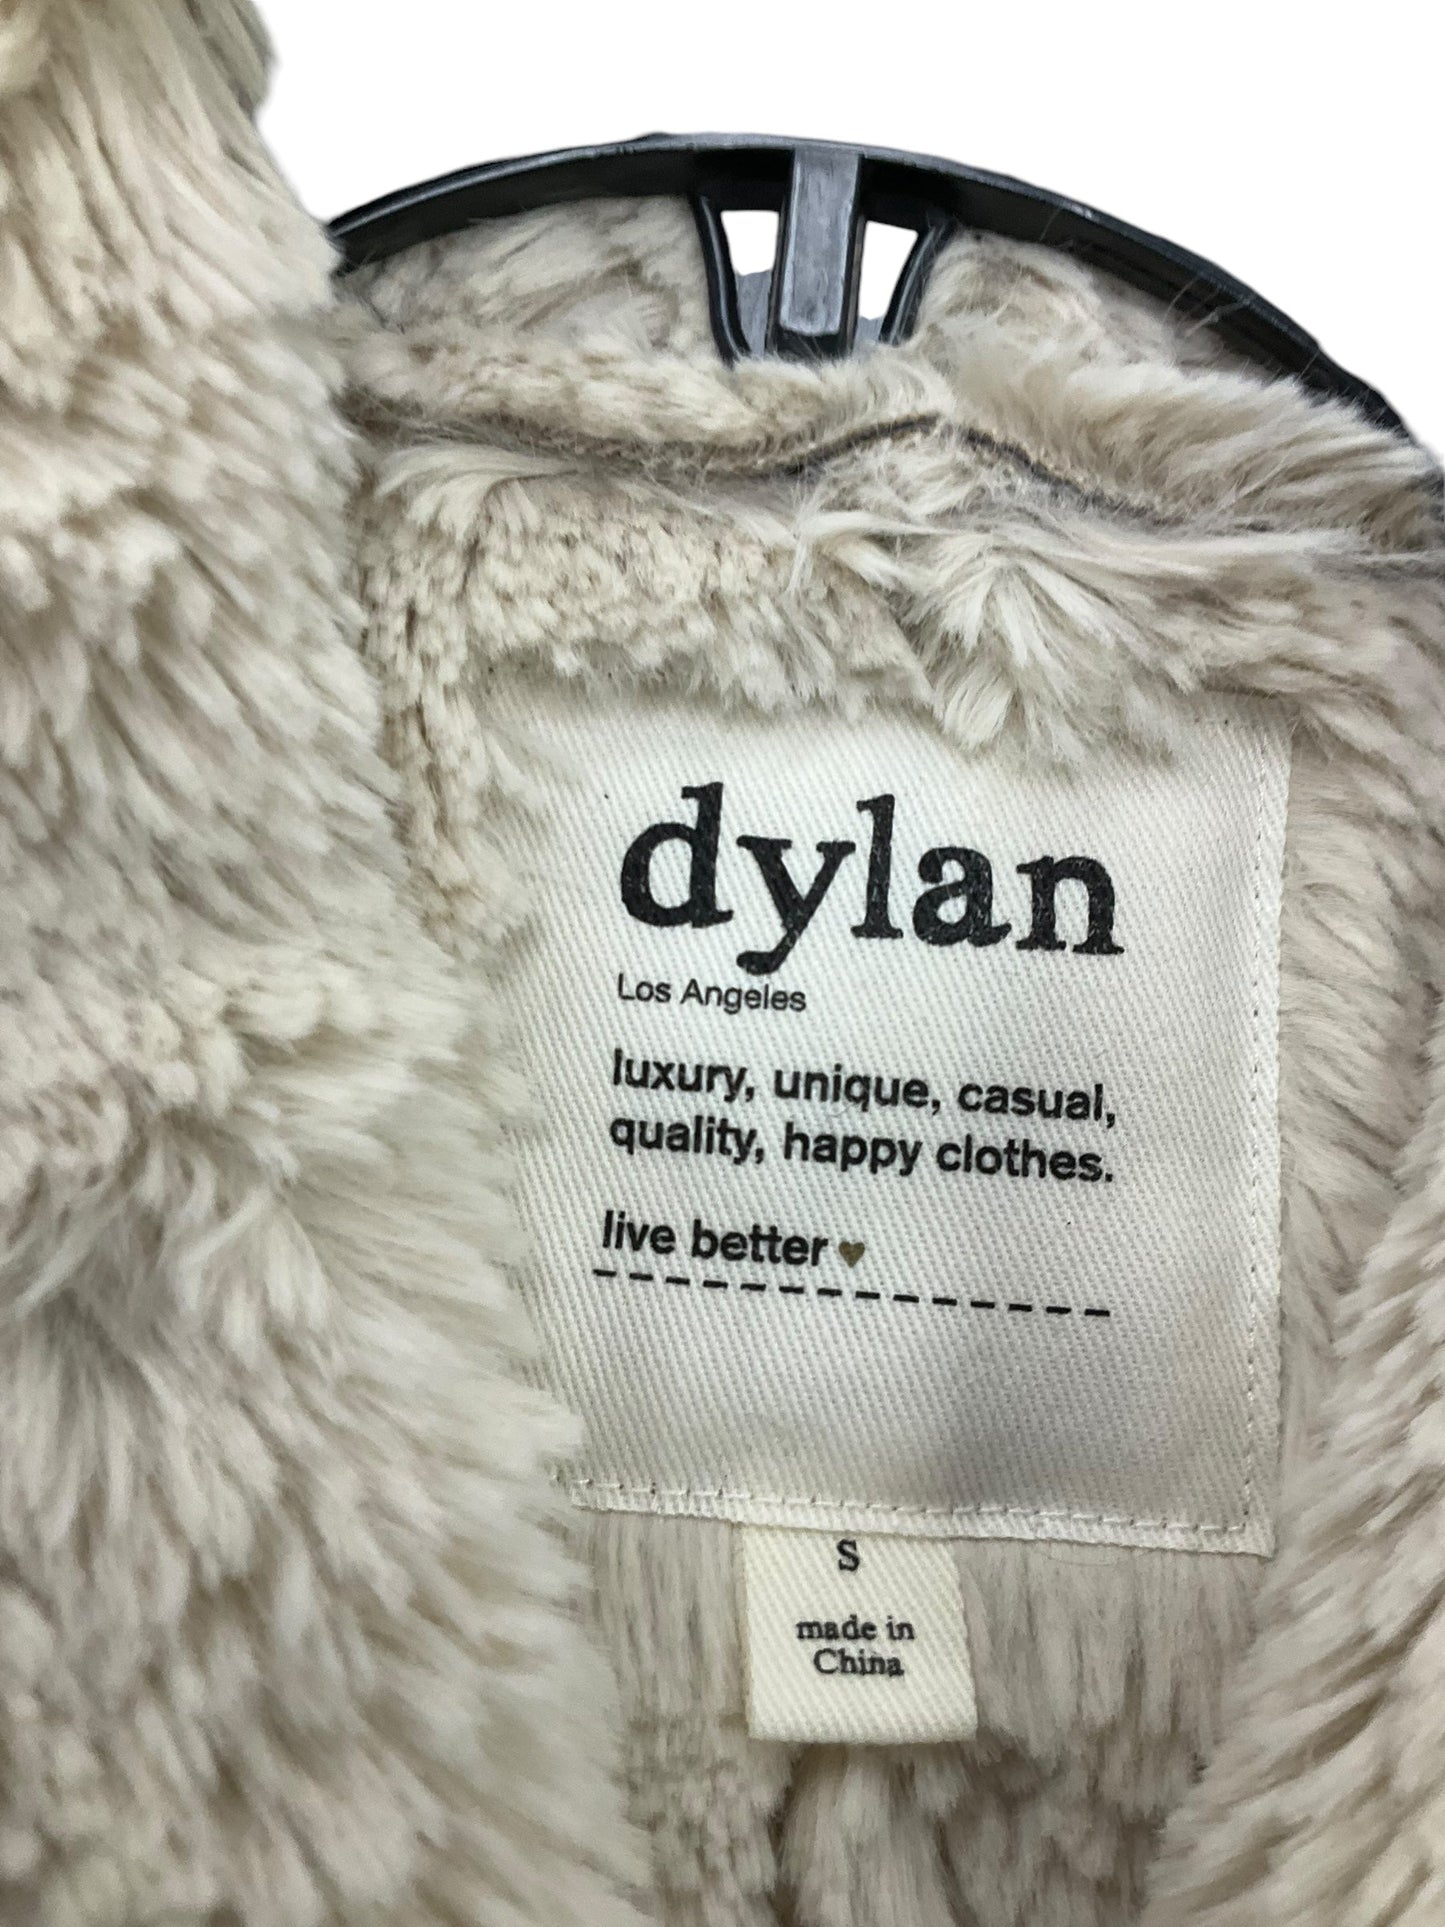 dylan
Los Angeles
luxury, unique, casual,
quality, happy clothes.
live better
S
made in
China